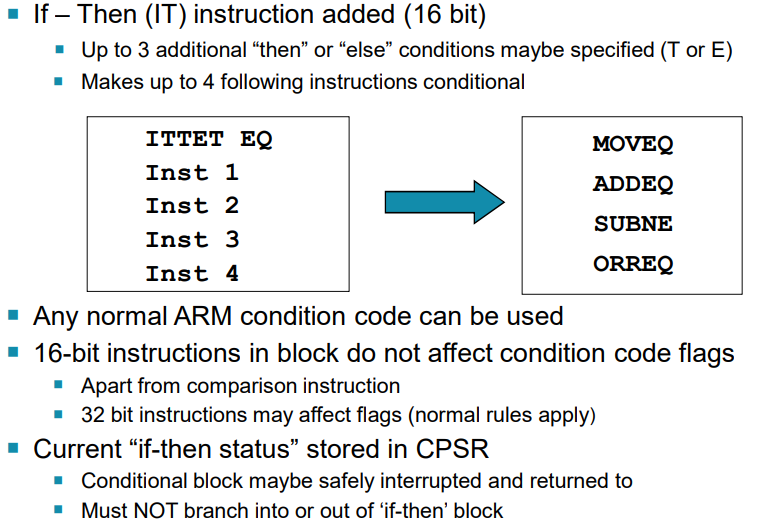 If – Then (IT) instruction added (16 bit)
Up to 3 additional “then” or “else” conditions maybe specified (T or E)
Makes up to 4 following instructions conditional
ITTET EQ
Inst 1
Inst 2
Inst 3
Inst 4
MOVEQ
ADDEQ
SUBNE
ORREQ
Any normal ARM condition code can be used
16-bit instructions in block do not affect condition code flags
Apart from comparison instruction
32 bit instructions may affect flags (normal rules apply)
Current “if-then status” stored in CPSR
Conditional block maybe safely interrupted and returned to
Must NOT branch into or out of ‘if-then’ block